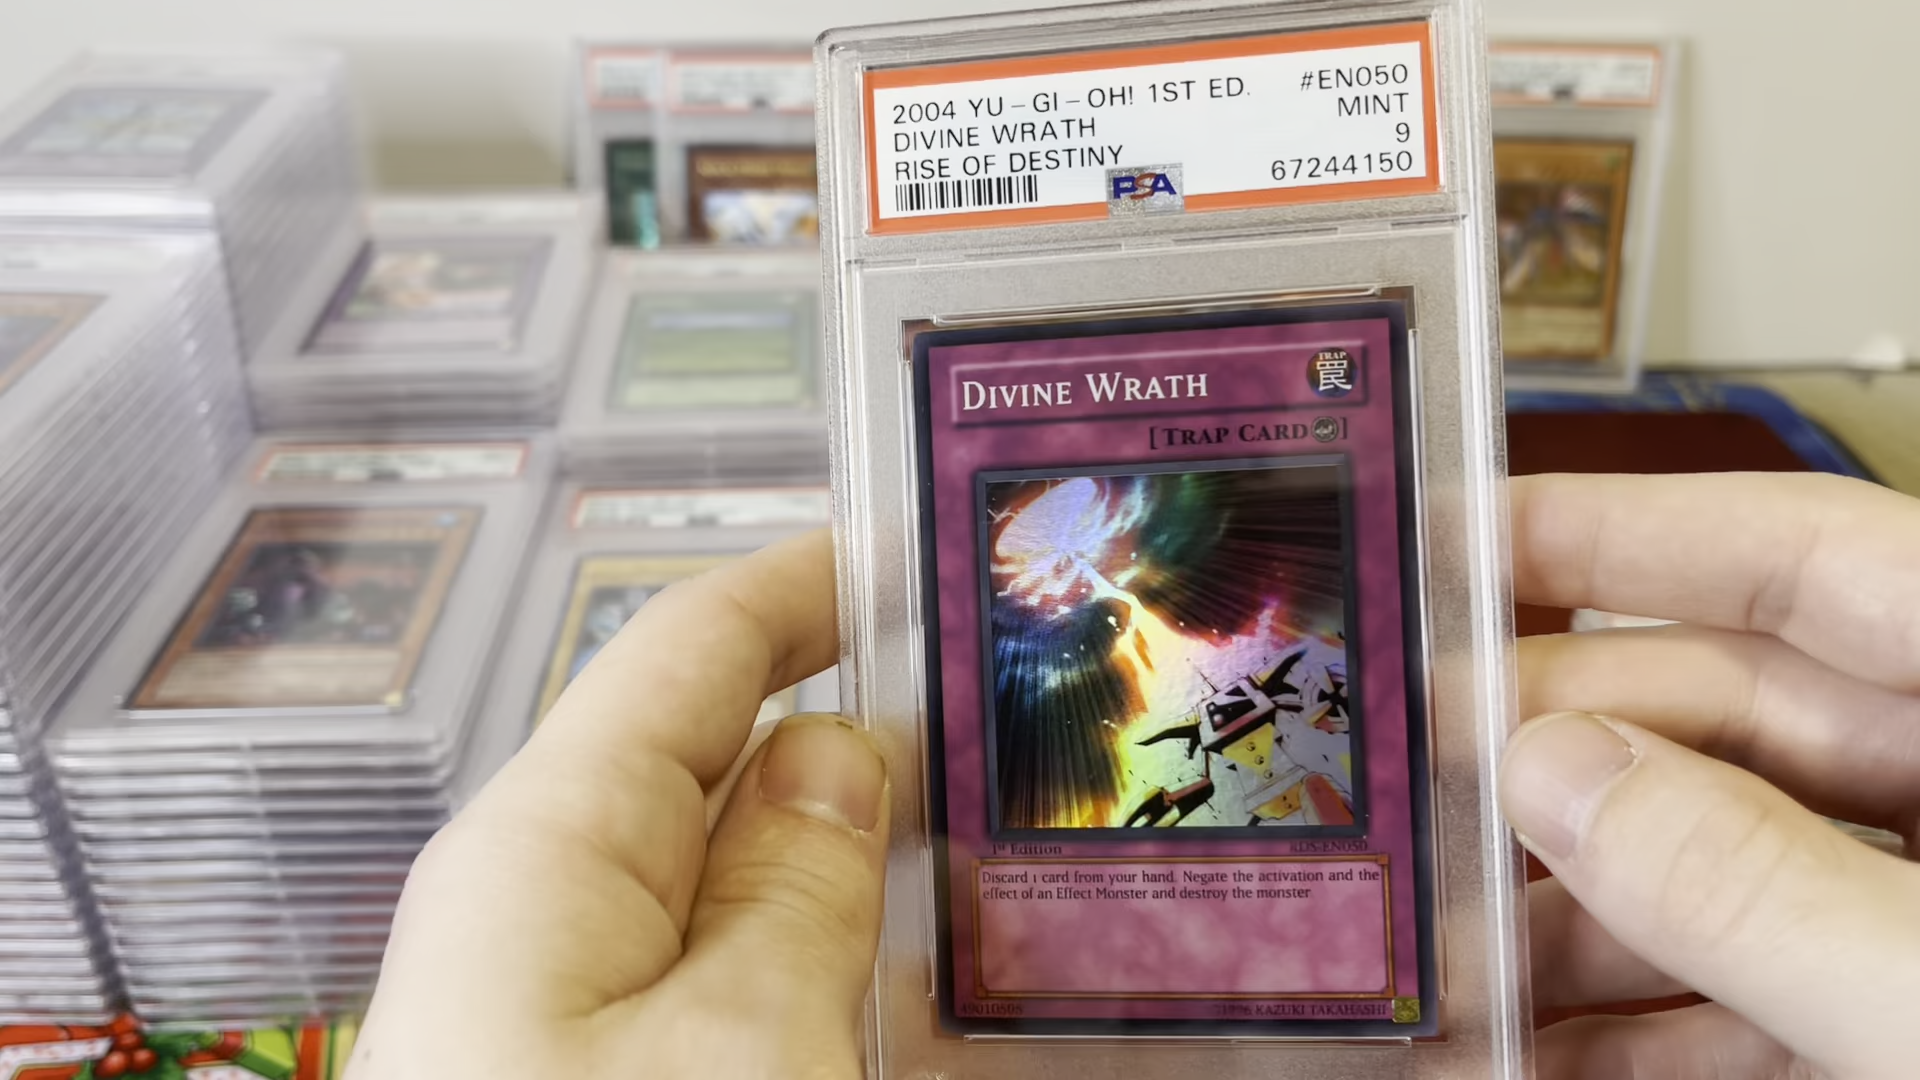 2004 YU-GI-OH! 1ST ED. #EN050
DIVINE WRATH MINT
RISE OF DESTINY 9
67244150
PSA
DIVINE WRATH
TRAP
罠
[TRAP CARD]
1st Edition RDS-EN050
Discard 1 card from your hand. Negate the activation and the
effect of an Effect Monster and destroy the monster.
49010598 ©1996 KAZUKI TAKAHASHI